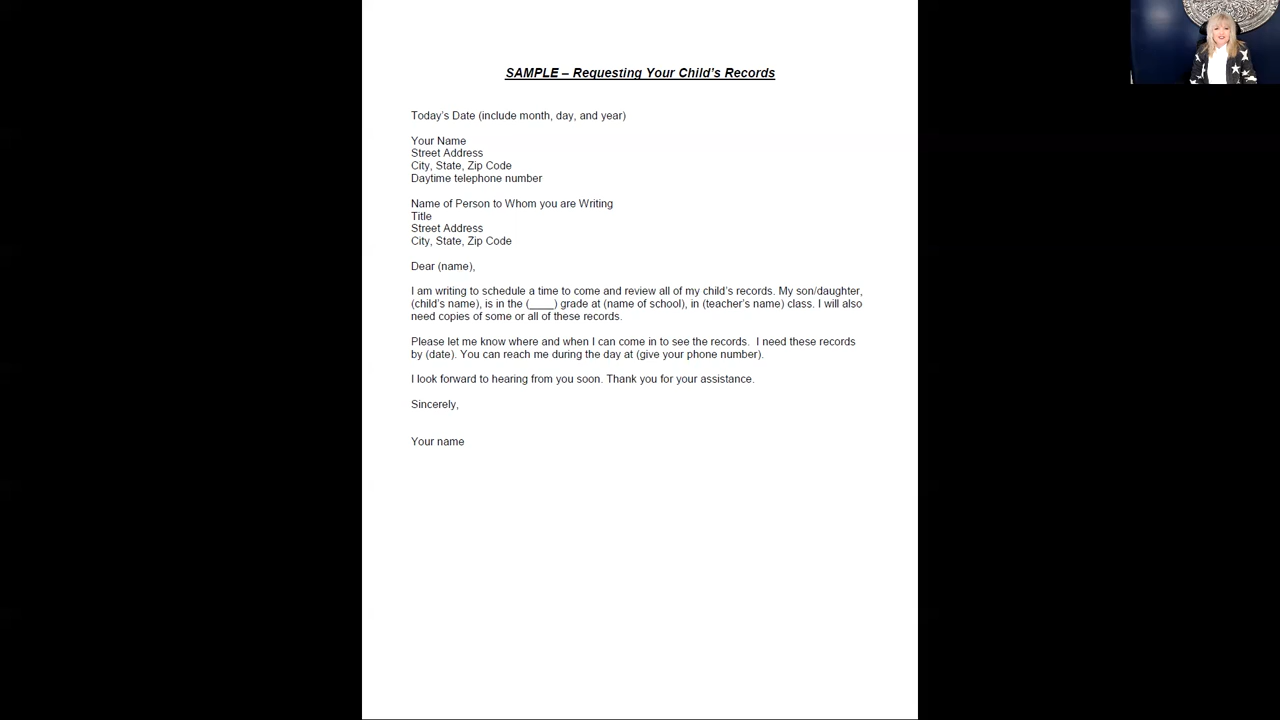 SAMPLE – Requesting Your Child's Records
Today's Date (include month, day, and year)
Your Name
Street Address
City, State, Zip Code
Daytime telephone number
Name of Person to Whom you are Writing
Title
Street Address
City, State, Zip Code
Dear (name),
I am writing to schedule a time to come and review all of my child's records. My son/daughter,
(child's name), is in the (____) grade at (name of school), in (teacher's name) class. I will also
need copies of some or all of these records.
Please let me know where and when I can come in to see the records.  I need these records
by (date). You can reach me during the day at (give your phone number).
I look forward to hearing from you soon. Thank you for your assistance.
Sincerely,
Your name